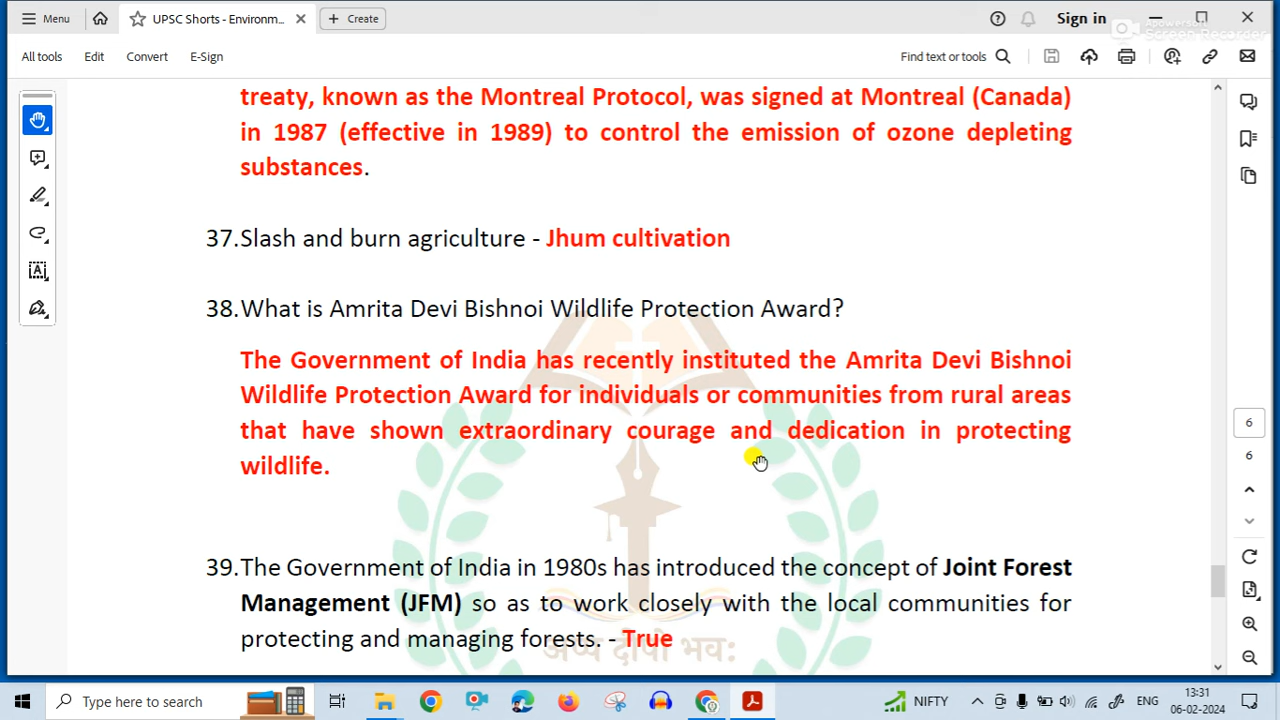 Menu
UPSC Shorts - Environm...
Create
Sign in
Apowersoft
Screen Recorder
All tools
Edit
Convert
E-Sign
Find text or tools
treaty, known as the Montreal Protocol, was signed at Montreal (Canada)
in 1987 (effective in 1989) to control the emission of ozone depleting
substances.
37.Slash and burn agriculture - Jhum cultivation
38.What is Amrita Devi Bishnoi Wildlife Protection Award?
The Government of India has recently instituted the Amrita Devi Bishnoi
Wildlife Protection Award for individuals or communities from rural areas
that have shown extraordinary courage and dedication in protecting
wildlife.
6
6
39.The Government of India in 1980s has introduced the concept of Joint Forest
Management (JFM) so as to work closely with the local communities for
protecting and managing forests. - True
अप्प दीपो भव:
Type here to search
NIFTY
ENG
13:31
06-02-2024